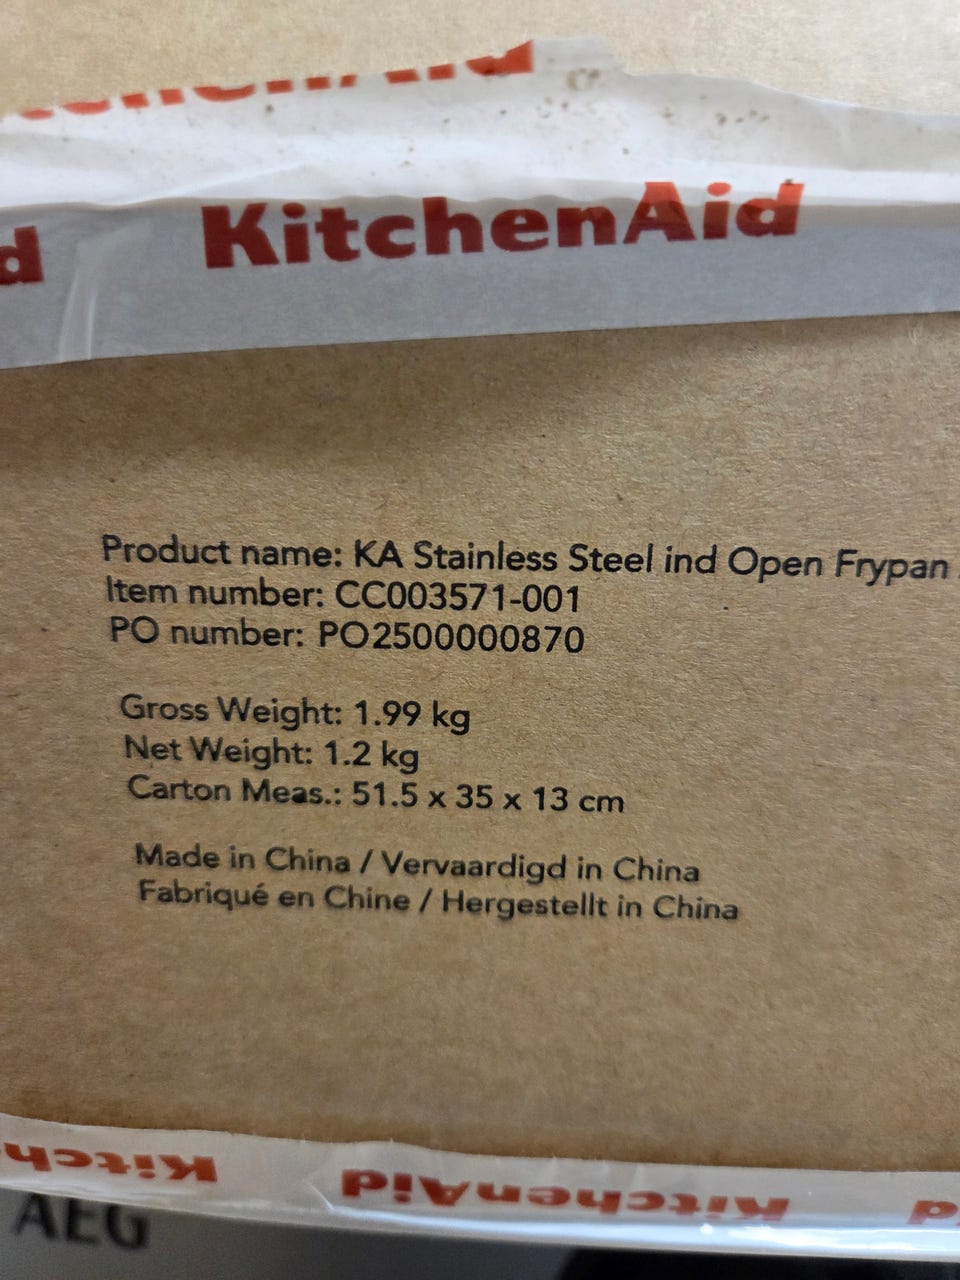 KitchenAid
d KitchenAid
Product name: KA Stainless Steel ind Open Frypan
Item number: CC003571-001
PO number: PO2500000870
Gross Weight: 1.99 kg
Net Weight: 1.2 kg
Carton Meas.: 51.5 x 35 x 13 cm
Made in China / Vervaardigd in China
Fabriqué en Chine / Hergestellt in China
Kitch KitchenAid d
AEG